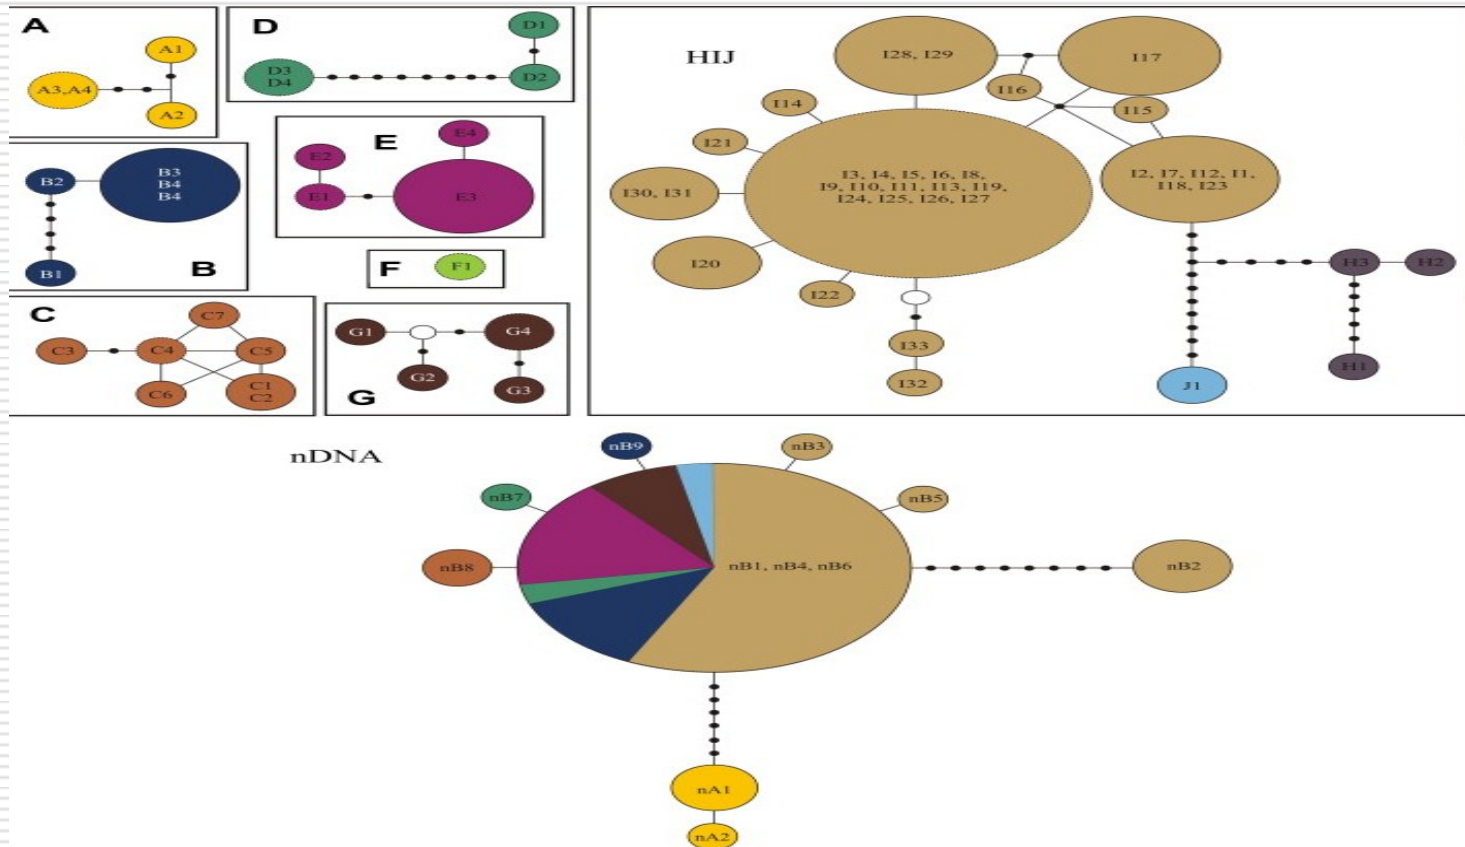 A
A1
A3,A4
A2
D
D1
D3
D4
D2
B2
B3
B4
B4
B1
B
E
E4
E2
E1
E3
F
F1
C
C7
C3
C4
C5
C6
C1
C2
G1
G4
G2
G3
G
HIJ
I28, I29
I17
I16
I15
I14
I21
I30, I31
I3, I4, I5, I6, I8,
I9, I10, I11, I13, I19,
I24, I25, I26, I27
I2, I7, I12, I1,
I18, I23
I20
I22
I33
I32
H3
H2
H1
J1
nDNA
nB9
nB3
nB7
nB5
nB8
nB1, nB4, nB6
nB2
nA1
nA2